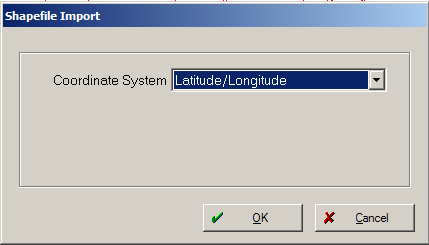 Shapefile Import
Coordinate System Latitude/Longitude
OK Cancel